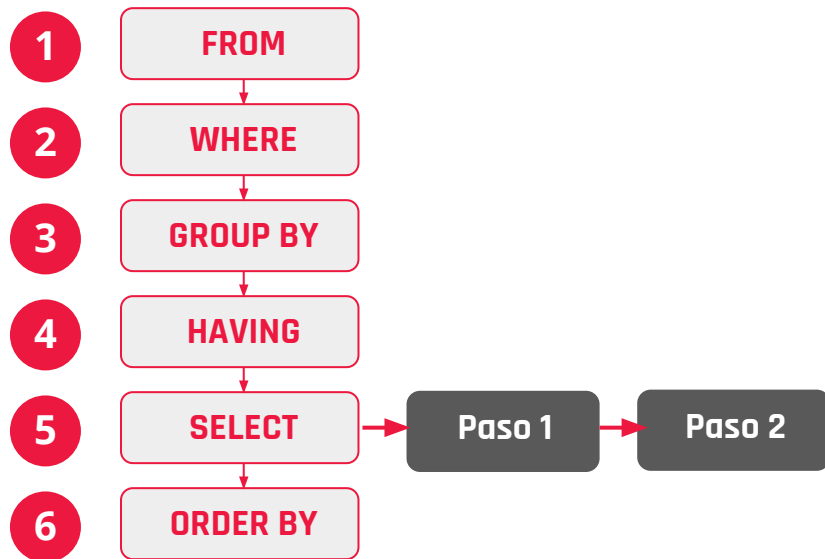 1
FROM
2
WHERE
3
GROUP BY
4
HAVING
5
SELECT
Paso 1
Paso 2
6
ORDER BY